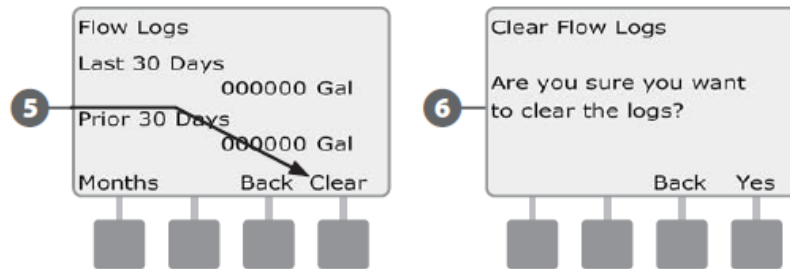 Flow Logs
Last 30 Days
000000 Gal
Prior 30 Days
000000 Gal
Months Back Clear
5
Clear Flow Logs
Are you sure you want
to clear the logs?
Back Yes
6